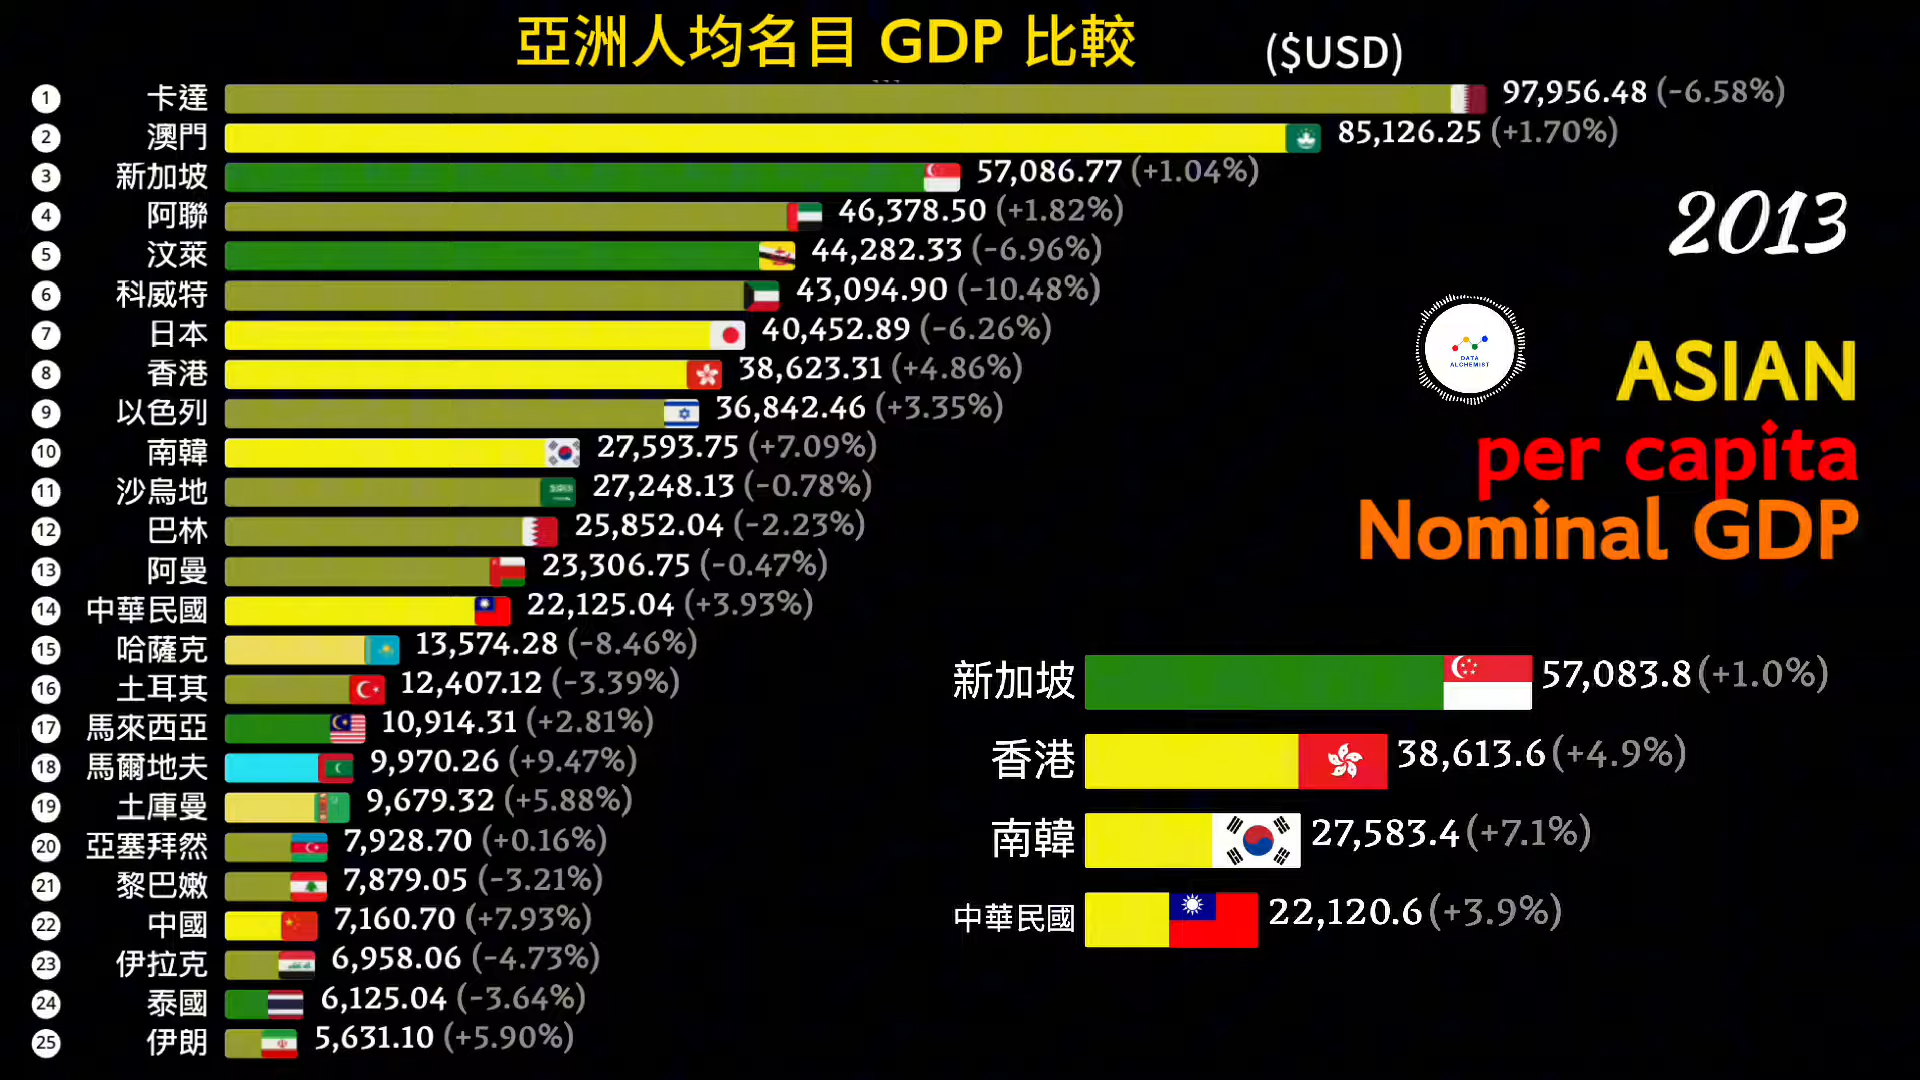 亞洲人均名目 GDP 比較 ($USD)
1 卡達 97,956.48 (-6.58%)
2 澳門 85,126.25 (+1.70%)
3 新加坡 57,086.77 (+1.04%)
4 阿聯 46,378.50 (+1.82%)
5 汶萊 44,282.33 (-6.96%)
6 科威特 43,094.90 (-10.48%)
7 日本 40,452.89 (-6.26%)
8 香港 38,623.31 (+4.86%)
9 以色列 36,842.46 (+3.35%)
10 南韓 27,593.75 (+7.09%)
11 沙烏地 27,248.13 (-0.78%)
12 巴林 25,852.04 (-2.23%)
13 阿曼 23,306.75 (-0.47%)
14 中華民國 22,125.04 (+3.93%)
15 哈薩克 13,574.28 (-8.46%)
16 土耳其 12,407.12 (-3.39%)
17 馬來西亞 10,914.31 (+2.81%)
18 馬爾地夫 9,970.26 (+9.47%)
19 土庫曼 9,679.32 (+5.88%)
20 亞塞拜然 7,928.70 (+0.16%)
21 黎巴嫩 7,879.05 (-3.21%)
22 中國 7,160.70 (+7.93%)
23 伊拉克 6,958.06 (-4.73%)
24 泰國 6,125.04 (-3.64%)
25 伊朗 5,631.10 (+5.90%)
2013
DATA
ALCHEMIST
ASIAN
per capita
Nominal GDP
新加坡 57,083.8 (+1.0%)
香港 38,613.6 (+4.9%)
南韓 27,583.4 (+7.1%)
中華民國 22,120.6 (+3.9%)